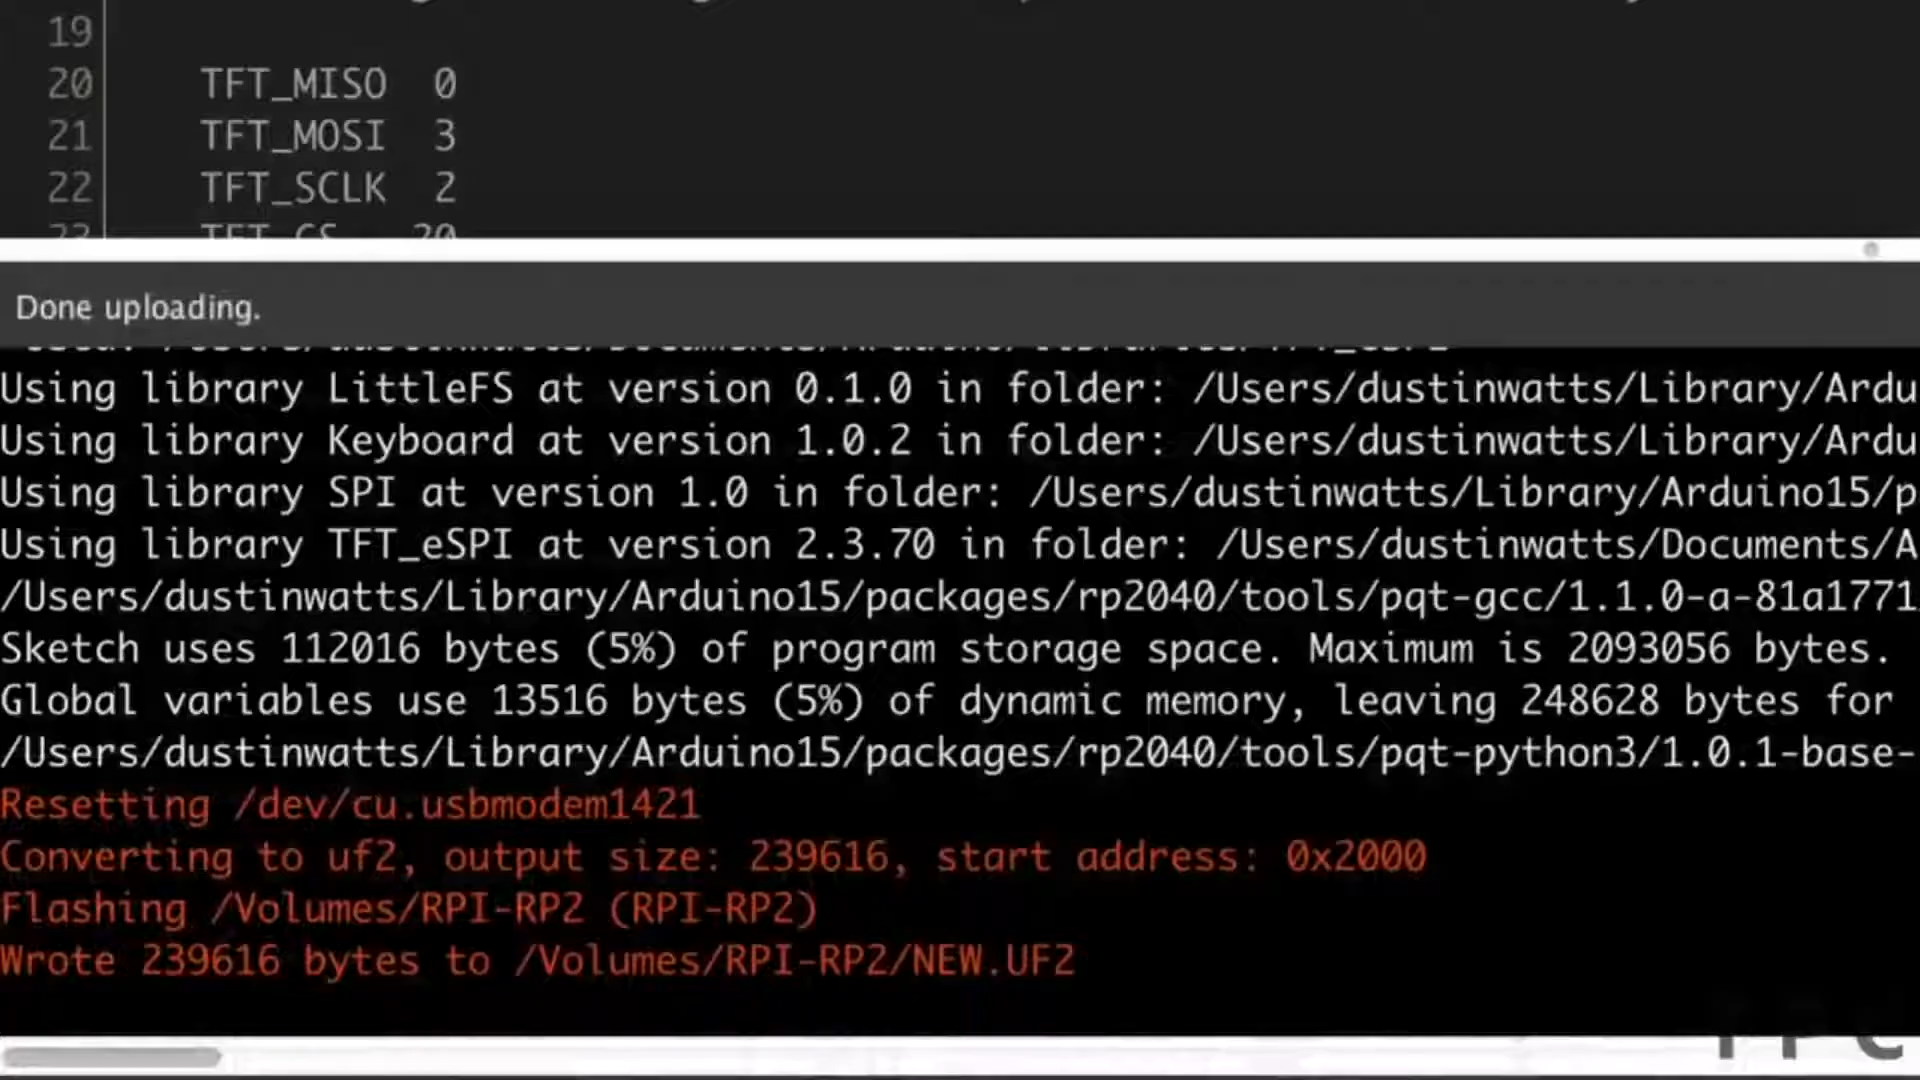 19
20 TFT_MISO 0
21 TFT_MOSI 3
22 TFT_SCLK 2
23 TFT_CS 20
Done uploading.
Using library LittleFS at version 0.1.0 in folder: /Users/dustinwatts/Library/Ardu
Using library Keyboard at version 1.0.2 in folder: /Users/dustinwatts/Library/Ardu
Using library SPI at version 1.0 in folder: /Users/dustinwatts/Library/Arduino15/p
Using library TFT_eSPI at version 2.3.70 in folder: /Users/dustinwatts/Documents/A
/Users/dustinwatts/Library/Arduino15/packages/rp2040/tools/pqt-gcc/1.1.0-a-81a1771
Sketch uses 112016 bytes (5%) of program storage space. Maximum is 2093056 bytes.
Global variables use 13516 bytes (5%) of dynamic memory, leaving 248628 bytes for
/Users/dustinwatts/Library/Arduino15/packages/rp2040/tools/pqt-python3/1.0.1-base-
Resetting /dev/cu.usbmodem1421
Converting to uf2, output size: 239616, start address: 0x2000
Flashing /Volumes/RPI-RP2 (RPI-RP2)
Wrote 239616 bytes to /Volumes/RPI-RP2/NEW.UF2